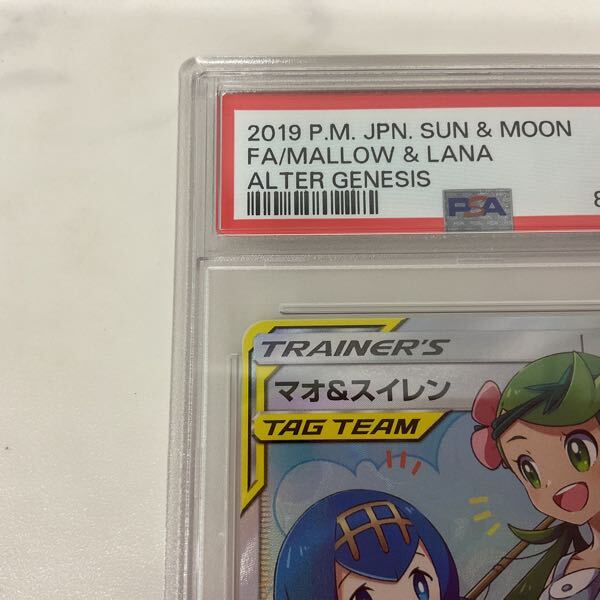 2019 P.M. JPN. SUN & MOON
FA/MALLOW & LANA
ALTER GENESIS
PSA
8
TRAINER'S
マオ&スイレン
TAG TEAM